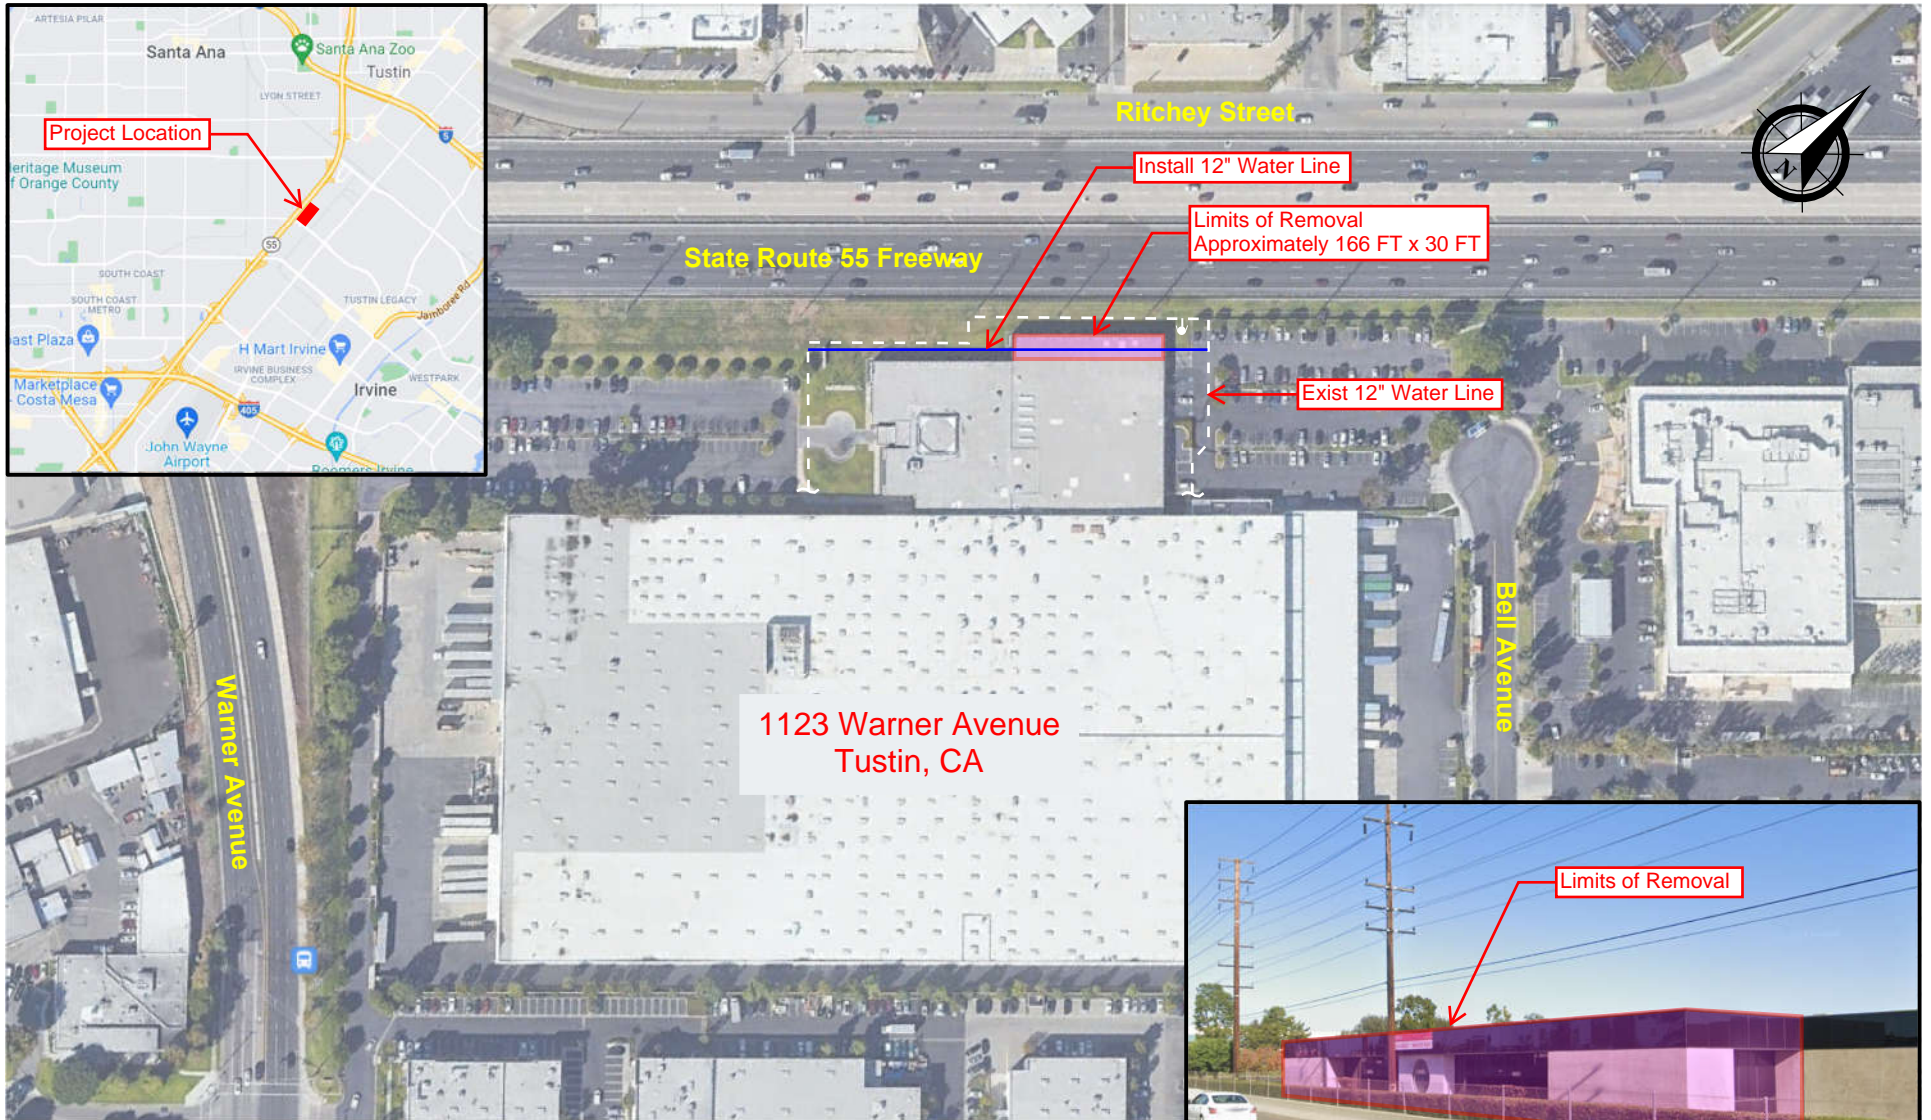 ARTESIA PILAR
Santa Ana
Santa Ana Zoo
Tustin
LYON STREET
5
Project Location
eritage Museum
f Orange County
55
SOUTH COAST
SOUTH COAST
METRO
TUSTIN LEGACY
Jamboree Rd
ast Plaza
H Mart Irvine
IRVINE BUSINESS
COMPLEX
WESTPARK
Irvine
Marketplace
Costa Mesa
405
John Wayne
Airport
Roomers Irvine
Ritchey Street
N
Install 12" Water Line
Limits of Removal
Approximately 166 FT x 30 FT
State Route 55 Freeway
Exist 12" Water Line
Bell Avenue
Warner Avenue
1123 Warner Avenue
Tustin, CA
Limits of Removal